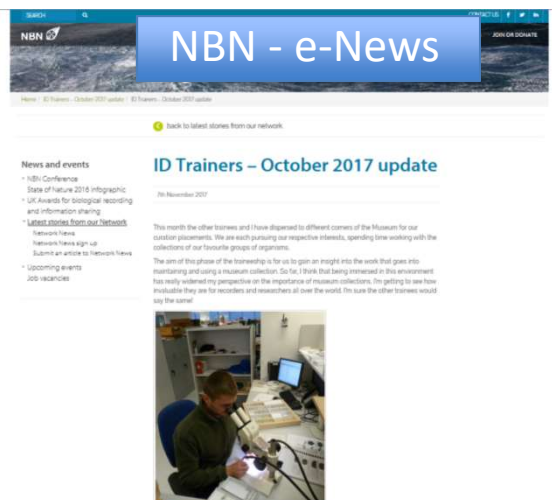 SEARCH
CONTACT US
NBN
NBN - e-News
JOIN OR DONATE
Home / ID Trainers - October 2017 update / ID Trainers - October 2017 update
back to latest stories from our network
News and events
NBN Conference
State of Nature 2016 infographic
UK Awards for biological recording
and information sharing
Latest stories from our Network
Network News
Network News sign up
Submit an article to Network News
Upcoming events
Job vacancies
ID Trainers – October 2017 update
7th November 2017
This month the other trainees and I have dispersed to different corners of the Museum for our
curation placements. We are each pursuing our respective interests, spending time working with the
collections of our favourite groups of organisms.
The aim of this phase of the traineeship is for us to gain an insight into the work that goes into
maintaining and using a museum collection. So far, I think that being immersed in this environment
has really widened my perspective on the importance of museum collections. I'm getting to see how
invaluable they are for recorders and researchers all over the world. I'm sure the other trainees would
say the same!